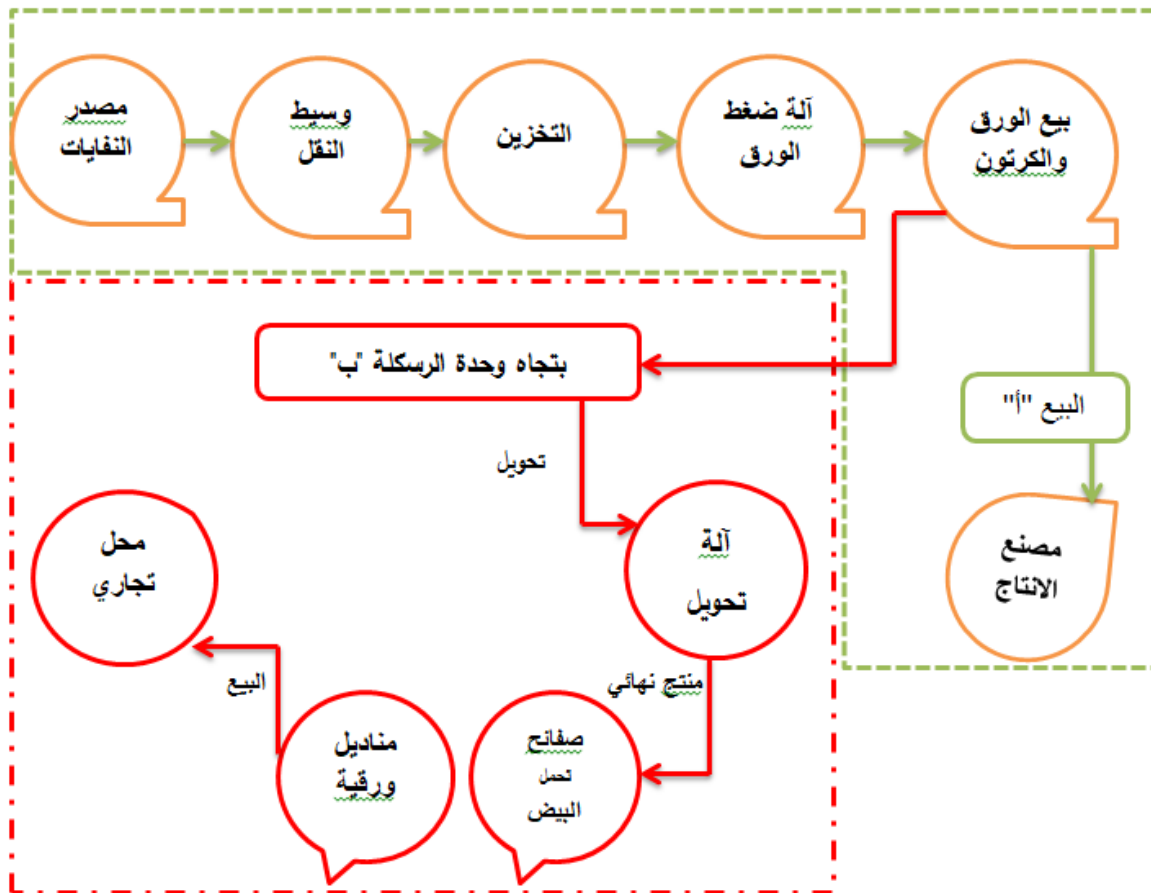 مصدر
النفايات
وسيط
النقل
التخزين
آلة ضغط
الورق
بيع الورق
والكرتون
بتجاه وحدة الرسكلة "ب"
البيع "أ"
تحويل
آلة
تحويل
مصنع
الانتاج
محل
تجاري
منتج نهائي
البيع
صفائح
تحمل
البيض
مناديل
ورقية